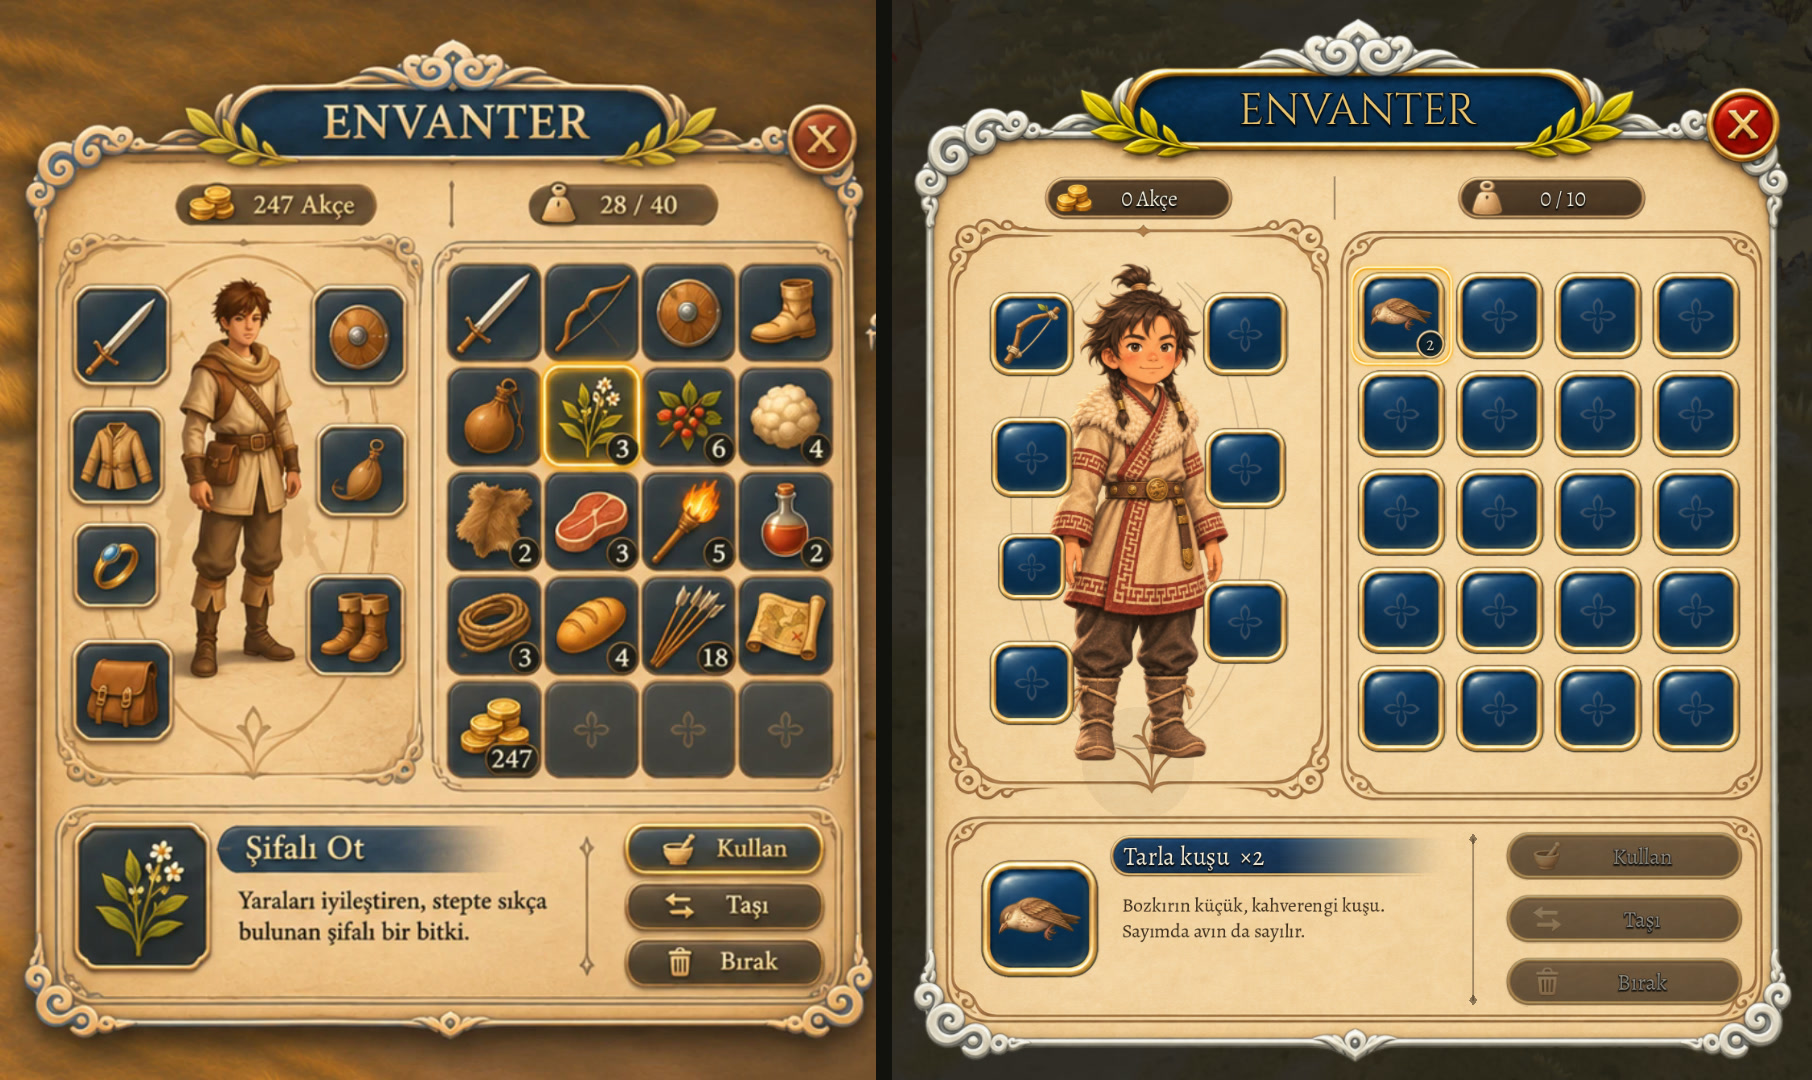 ENVANTER
X
247 Akçe
28 / 40
3
6
4
2
3
5
2
3
4
18
247
Şifalı Ot
Yaraları iyileştiren, stepte sıkça
bulunan şifalı bir bitki.
Kullan
Taşı
Bırak
ENVANTER
X
0 Akçe
0 / 10
2
Tarla kuşu ×2
Bozkırın küçük, kahverengi kuşu.
Sayımda avın da sayılır.
Kullan
Taşı
Bırak